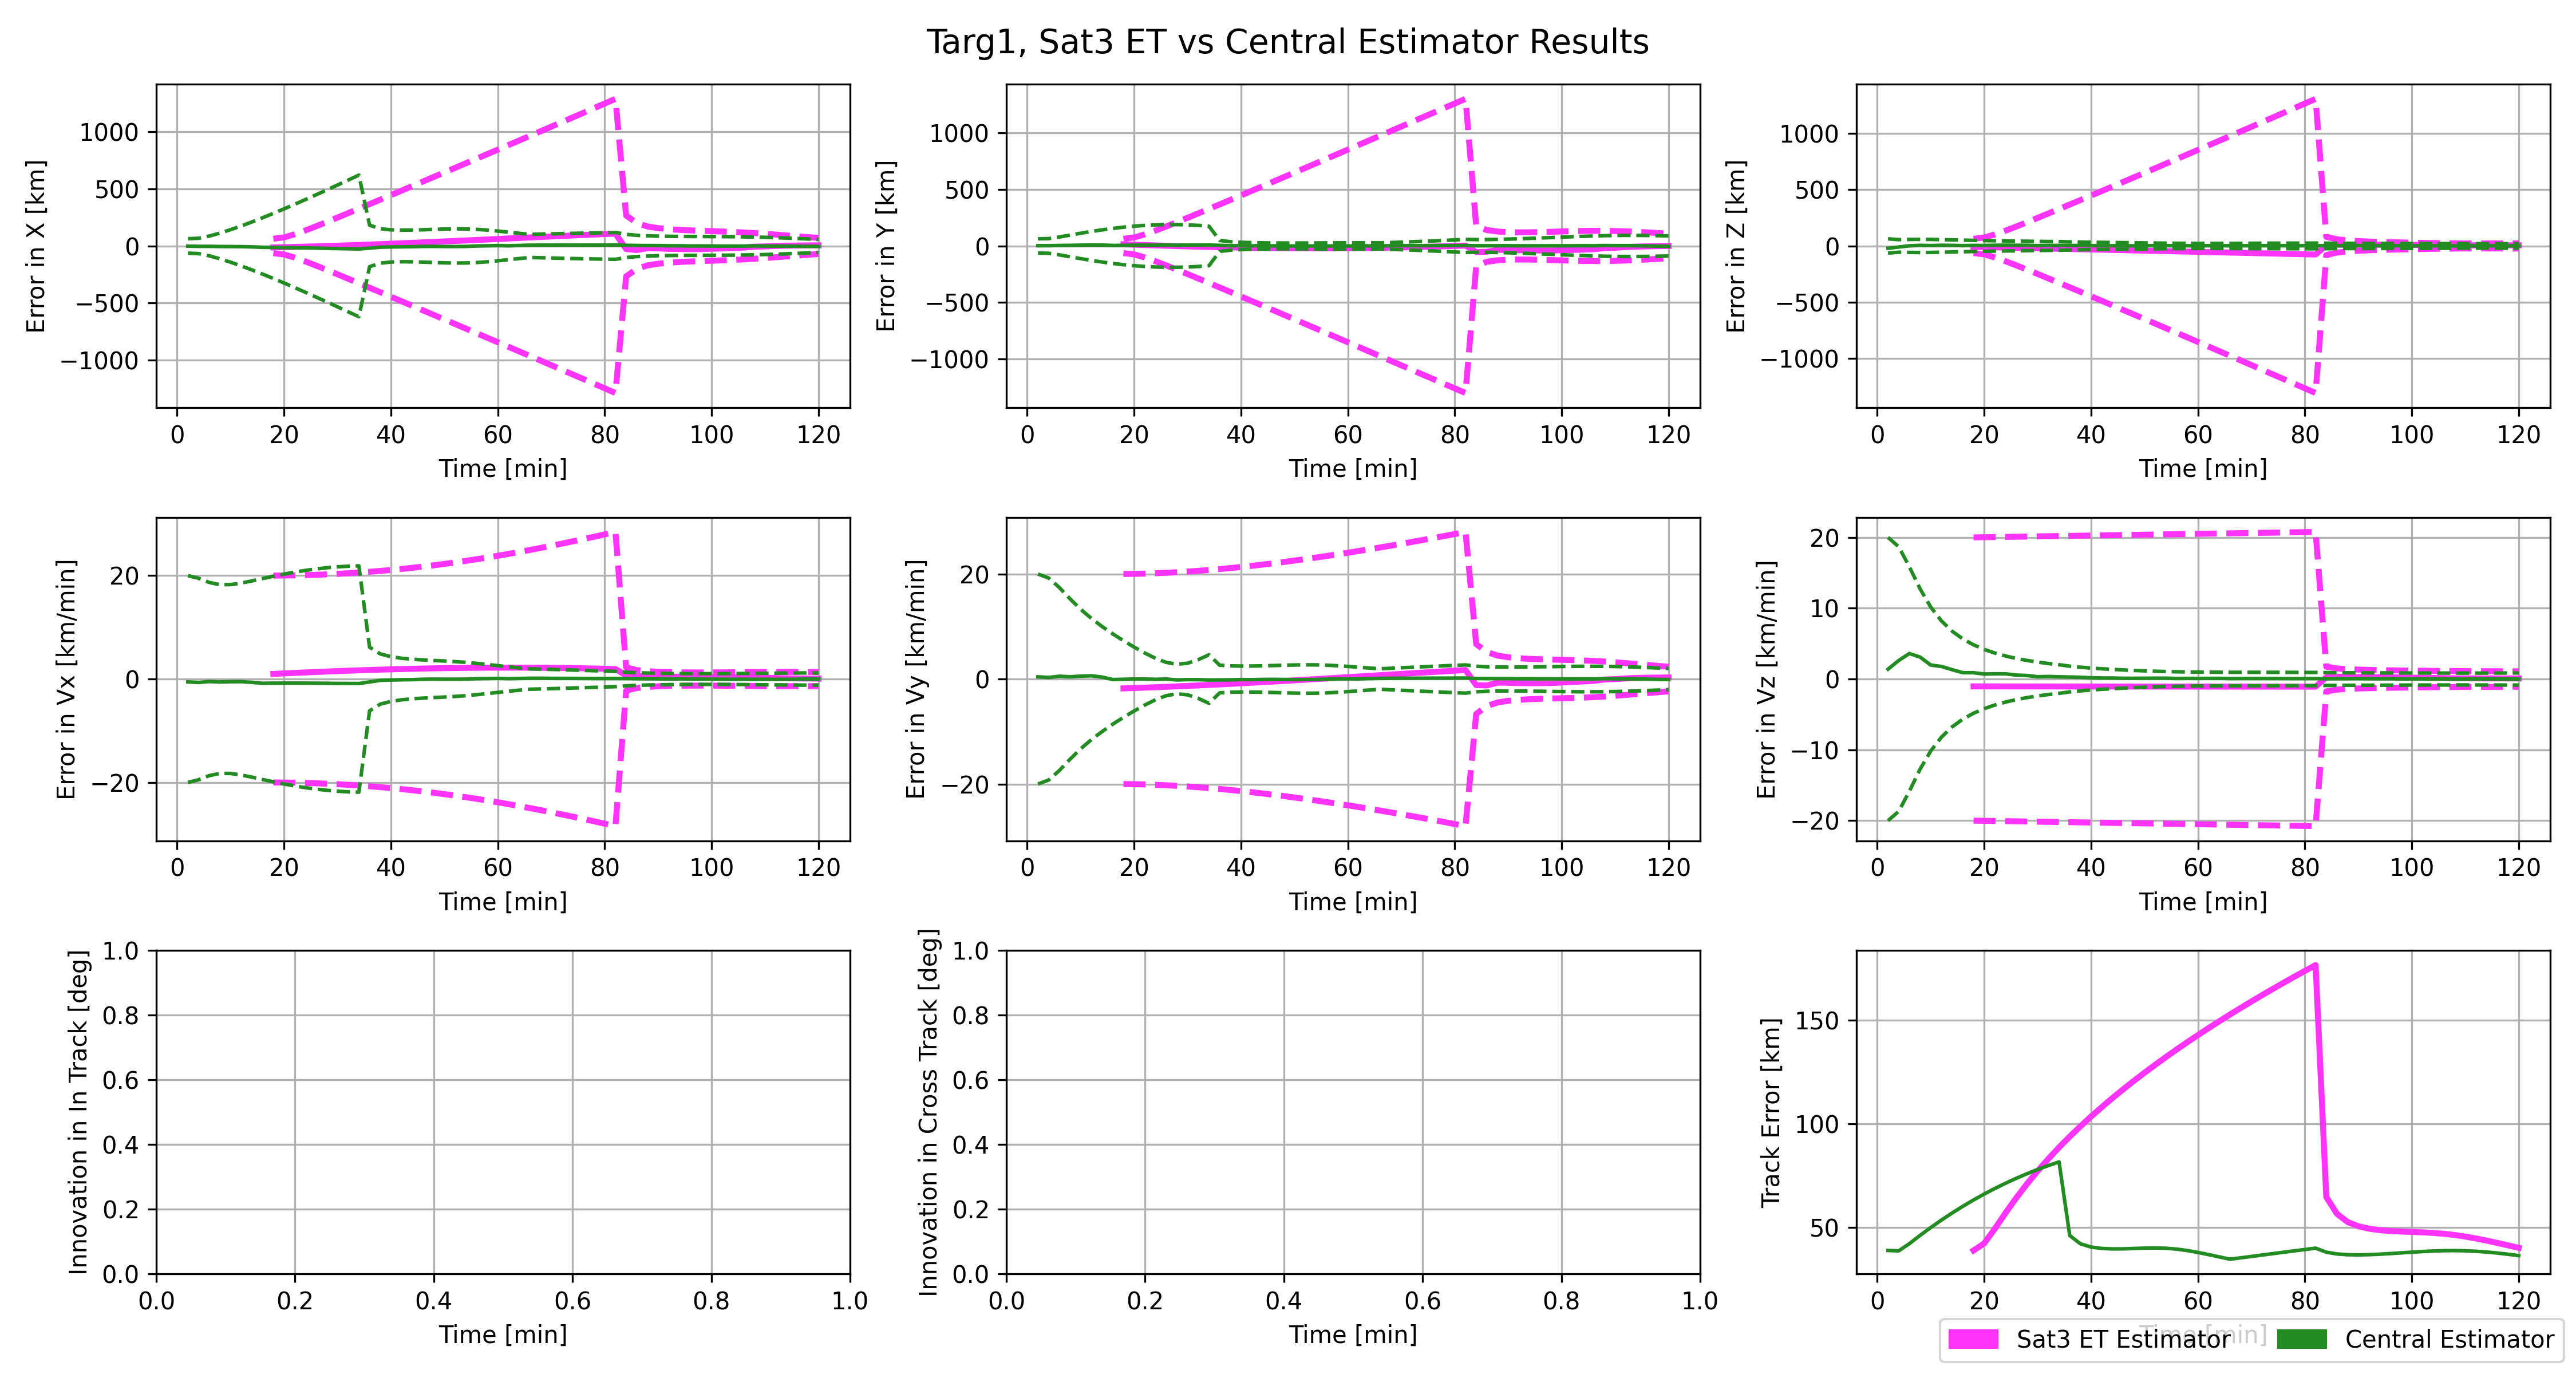 Targ1, Sat3 ET vs Central Estimator Results
Error in X [km]
1000
500
0
−500
−1000
0 20 40 60 80 100 120
Time [min]
Error in Y [km]
1000
500
0
−500
−1000
0 20 40 60 80 100 120
Time [min]
Error in Z [km]
1000
500
0
−500
−1000
0 20 40 60 80 100 120
Time [min]
Error in Vx [km/min]
20
0
−20
0 20 40 60 80 100 120
Time [min]
Error in Vy [km/min]
20
0
−20
0 20 40 60 80 100 120
Time [min]
Error in Vz [km/min]
20
10
0
−10
−20
0 20 40 60 80 100 120
Time [min]
Innovation in In Track [deg]
1.0
0.8
0.6
0.4
0.2
0.0
0.0 0.2 0.4 0.6 0.8 1.0
Time [min]
Innovation in Cross Track [deg]
1.0
0.8
0.6
0.4
0.2
0.0
0.0 0.2 0.4 0.6 0.8 1.0
Time [min]
Track Error [km]
150
100
50
0 20 40 60 80 100 120
Time [min]
Sat3 ET Estimator Central Estimator